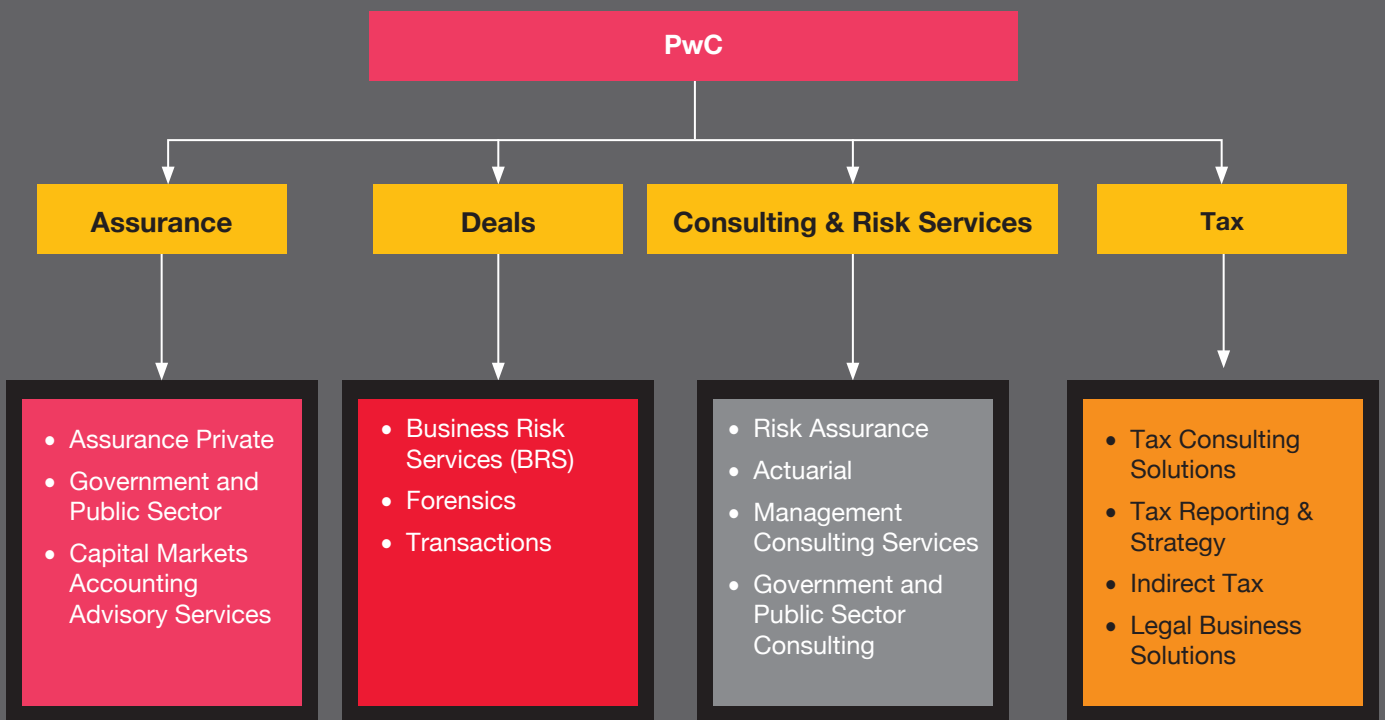 PwC
Assurance
Deals
Consulting & Risk Services
Tax
• Assurance Private
• Government and
Public Sector
• Capital Markets
Accounting
Advisory Services
• Business Risk
Services (BRS)
• Forensics
• Transactions
• Risk Assurance
• Actuarial
• Management
Consulting Services
• Government and
Public Sector
Consulting
• Tax Consulting
Solutions
• Tax Reporting &
Strategy
• Indirect Tax
• Legal Business
Solutions